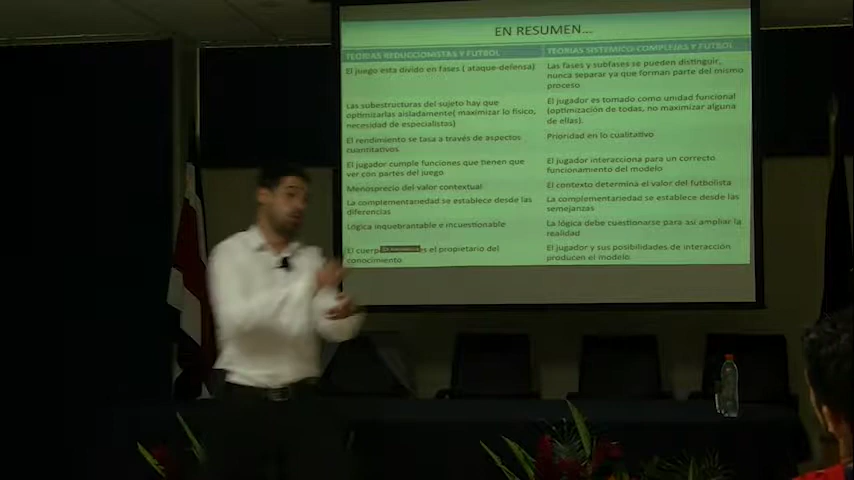 EN RESUMEN...
TEORIAS REDUCCIONISTAS Y FUTBOL
El juego esta divido en fases ( ataque-defensa)
Las subestructuras del sujeto hay que
optimizarlas aisladamente( maximizar lo físico,
necesidad de especialistas)
El rendimiento se tasa a través de aspectos
cuantitativos
El jugador cumple funciones que tienen que
ver con partes del juego
Menosprecio del valor contextual
La complementariedad se establece desde las
diferencias
Lógica inquebrantable e incuestionable
El cuerp es el propietario del
conocimiento
TEORIAS SISTEMICO-COMPLEJAS Y FUTBOL
Las fases y subfases se pueden distinguir,
nunca separar ya que forman parte del mismo
proceso
El jugador es tomado como unidad funcional
(optimización de todas, no maximizar alguna
de ellas).
Prioridad en lo cualitativo
El jugador interacciona para un correcto
funcionamiento del modelo
El contexto determina el valor del futbolista
La complementariedad se establece desde las
semejanzas
La lógica debe cuestionarse para así ampliar la
realidad
El jugador y sus posibilidades de interacción
producen el modelo